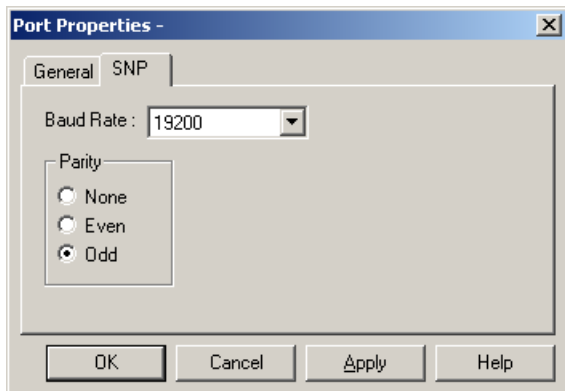 Port Properties -
General SNP
Baud Rate : 19200
Parity
None
Even
Odd
OK Cancel Apply Help